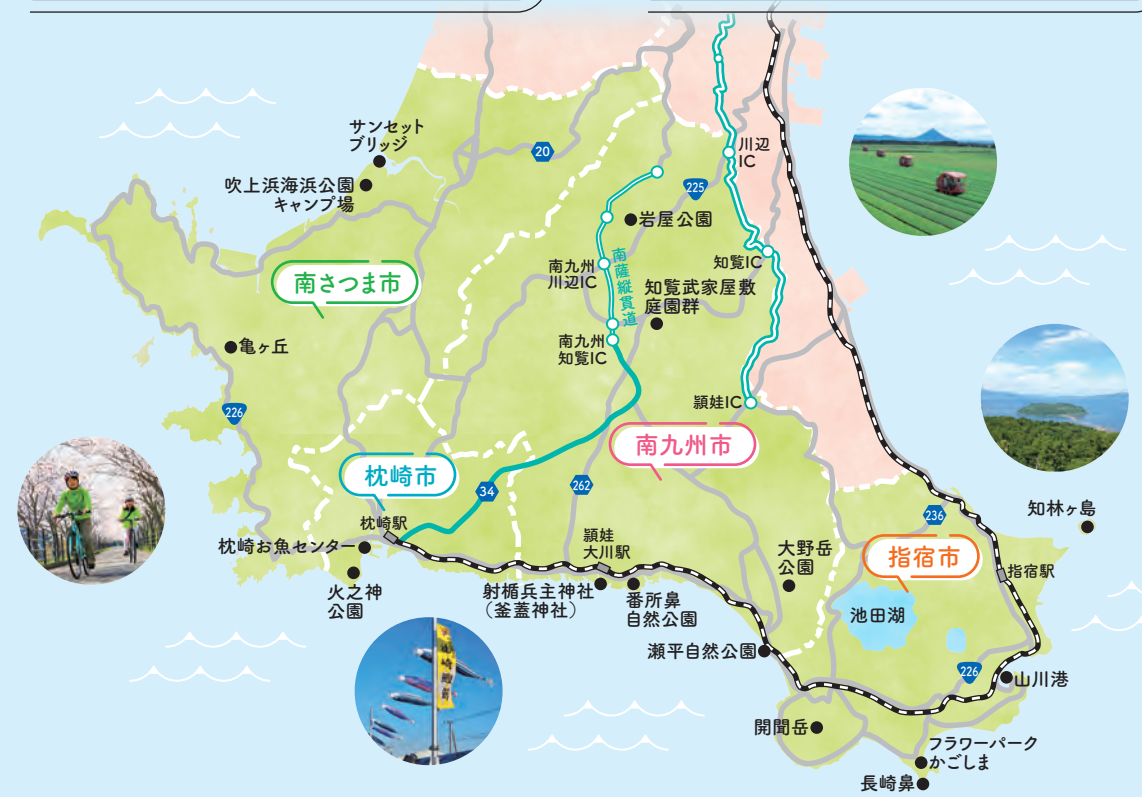 サンセット
ブリッジ
吹上浜海浜公園
キャンプ場
20
川辺
IC
225
岩屋公園
南九州
川辺IC
南薩縦貫道
知覧IC
知覧武家屋敷
庭園群
南さつま市
南九州
知覧IC
亀ヶ丘
226
頴娃IC
南九州市
枕崎市
34
262
枕崎駅
枕崎お魚センター
火之神
公園
頴娃
大川駅
射楯兵主神社
（釜蓋神社）
番所鼻
自然公園
大野岳
公園
236
知林ヶ島
指宿市
指宿駅
池田湖
瀬平自然公園
226
山川港
開聞岳
フラワーパーク
かごしま
長崎鼻